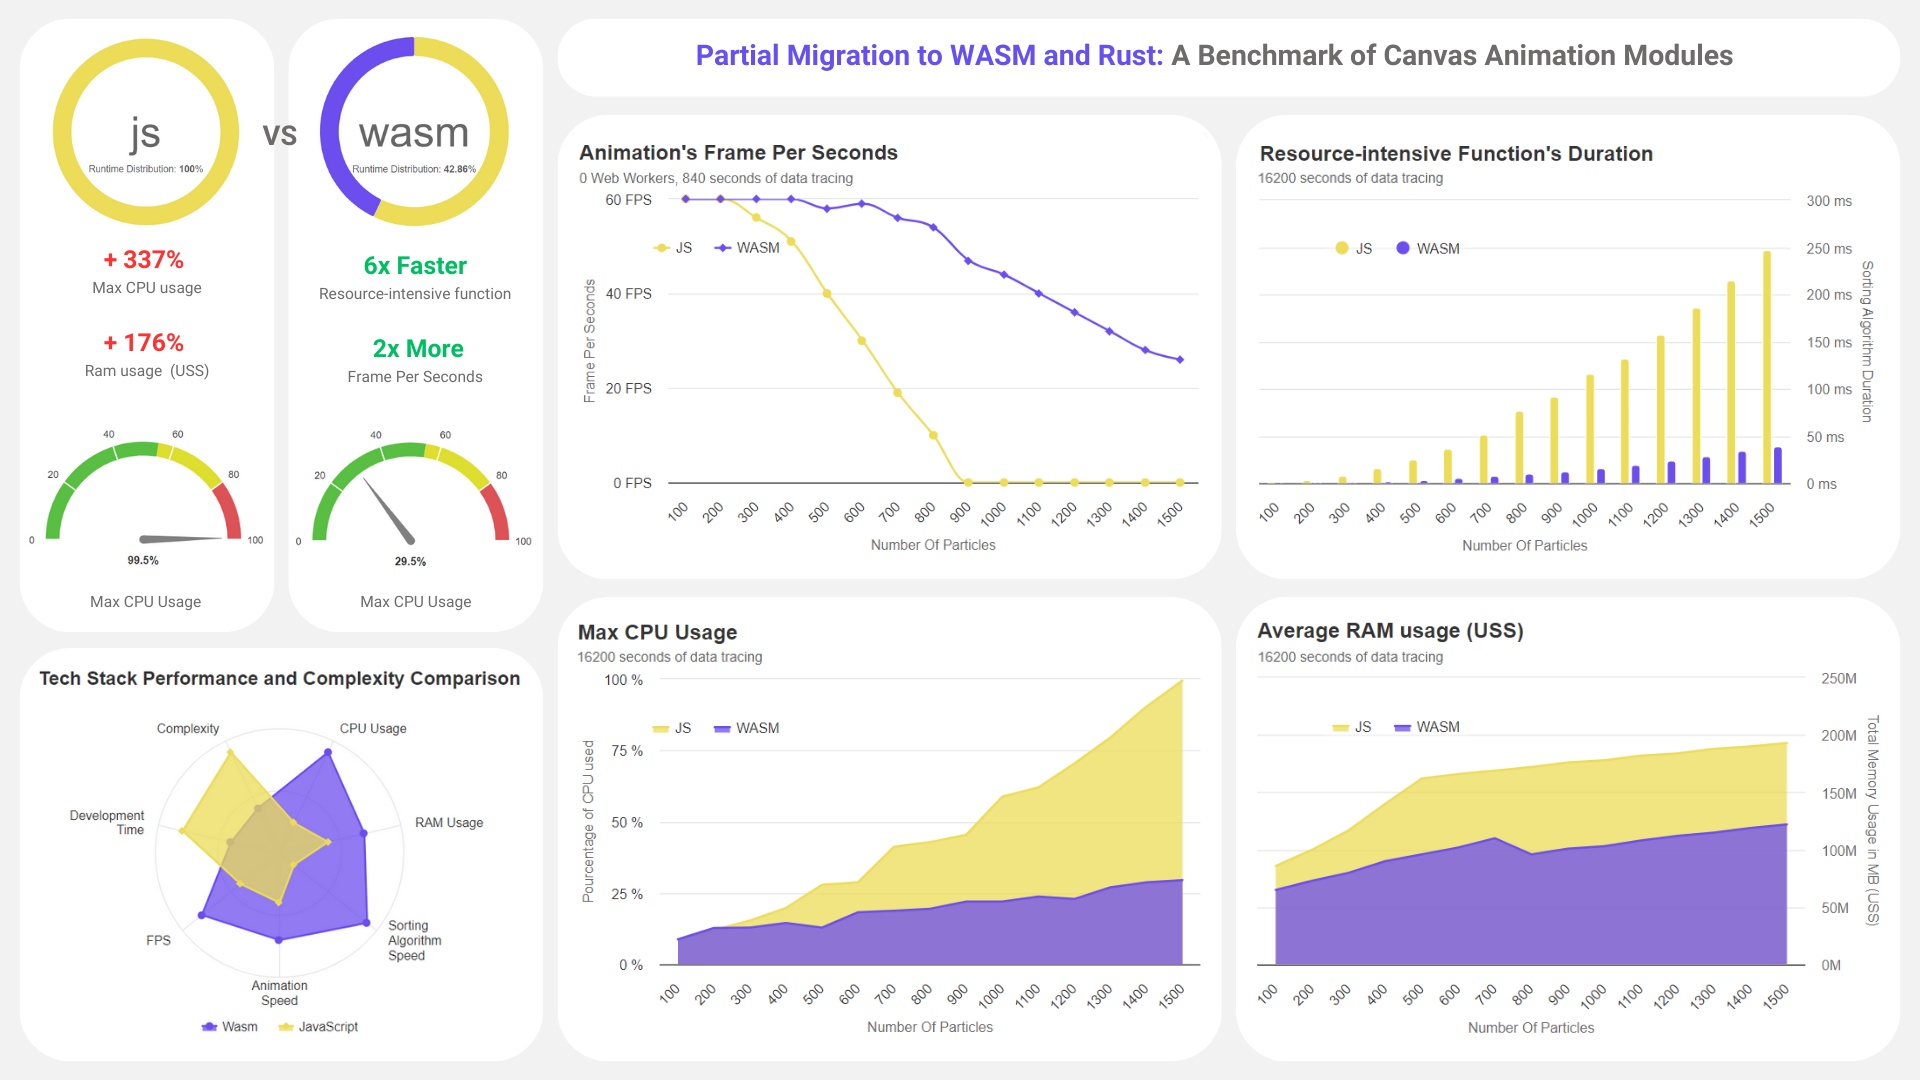 js
Runtime Distribution: 100%
+ 337%
Max CPU usage
+ 176%
Ram usage (USS)
0
20
40
60
80
100
99.5%
Max CPU Usage
vs
wasm
Runtime Distribution: 42.86%
6x Faster
Resource-intensive function
2x More
Frame Per Seconds
0
20
40
60
80
100
29.5%
Max CPU Usage
Partial Migration to WASM and Rust: A Benchmark of Canvas Animation Modules
Animation's Frame Per Seconds
0 Web Workers, 840 seconds of data tracing
60 FPS
40 FPS
20 FPS
0 FPS
Frame Per Seconds
JS
WASM
100
200
300
400
500
600
700
800
900
1000
1100
1200
1300
1400
1500
Number Of Particles
Resource-intensive Function's Duration
16200 seconds of data tracing
JS
WASM
300 ms
250 ms
200 ms
150 ms
100 ms
50 ms
0 ms
Sorting Algorithm Duration
100
200
300
400
500
600
700
800
900
1000
1100
1200
1300
1400
1500
Number Of Particles
Tech Stack Performance and Complexity Comparison
Complexity
CPU Usage
RAM Usage
Sorting
Algorithm
Speed
Animation
Speed
FPS
Development
Time
Wasm
JavaScript
Max CPU Usage
16200 seconds of data tracing
100 %
75 %
50 %
25 %
0 %
Pourcentage of CPU used
JS
WASM
100
200
300
400
500
600
700
800
900
1000
1100
1200
1300
1400
1500
Number Of Particles
Average RAM usage (USS)
16200 seconds of data tracing
JS
WASM
250M
200M
150M
100M
50M
0M
Total Memory Usage in MB (USS)
100
200
300
400
500
600
700
800
900
1000
1100
1200
1300
1400
1500
Number Of Particles